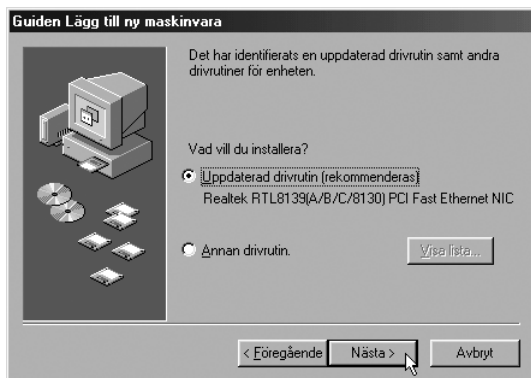 Guiden Lägg till ny maskinvara
Det har identifierats en uppdaterad drivrutin samt andra
drivrutiner för enheten.
Vad vill du installera?
Uppdaterad drivrutin (rekommenderas)
Realtek RTL8139(A/B/C/8130) PCI Fast Ethernet NIC
Annan drivrutin.
Visa lista...
< Föregående
Nästa >
Avbryt